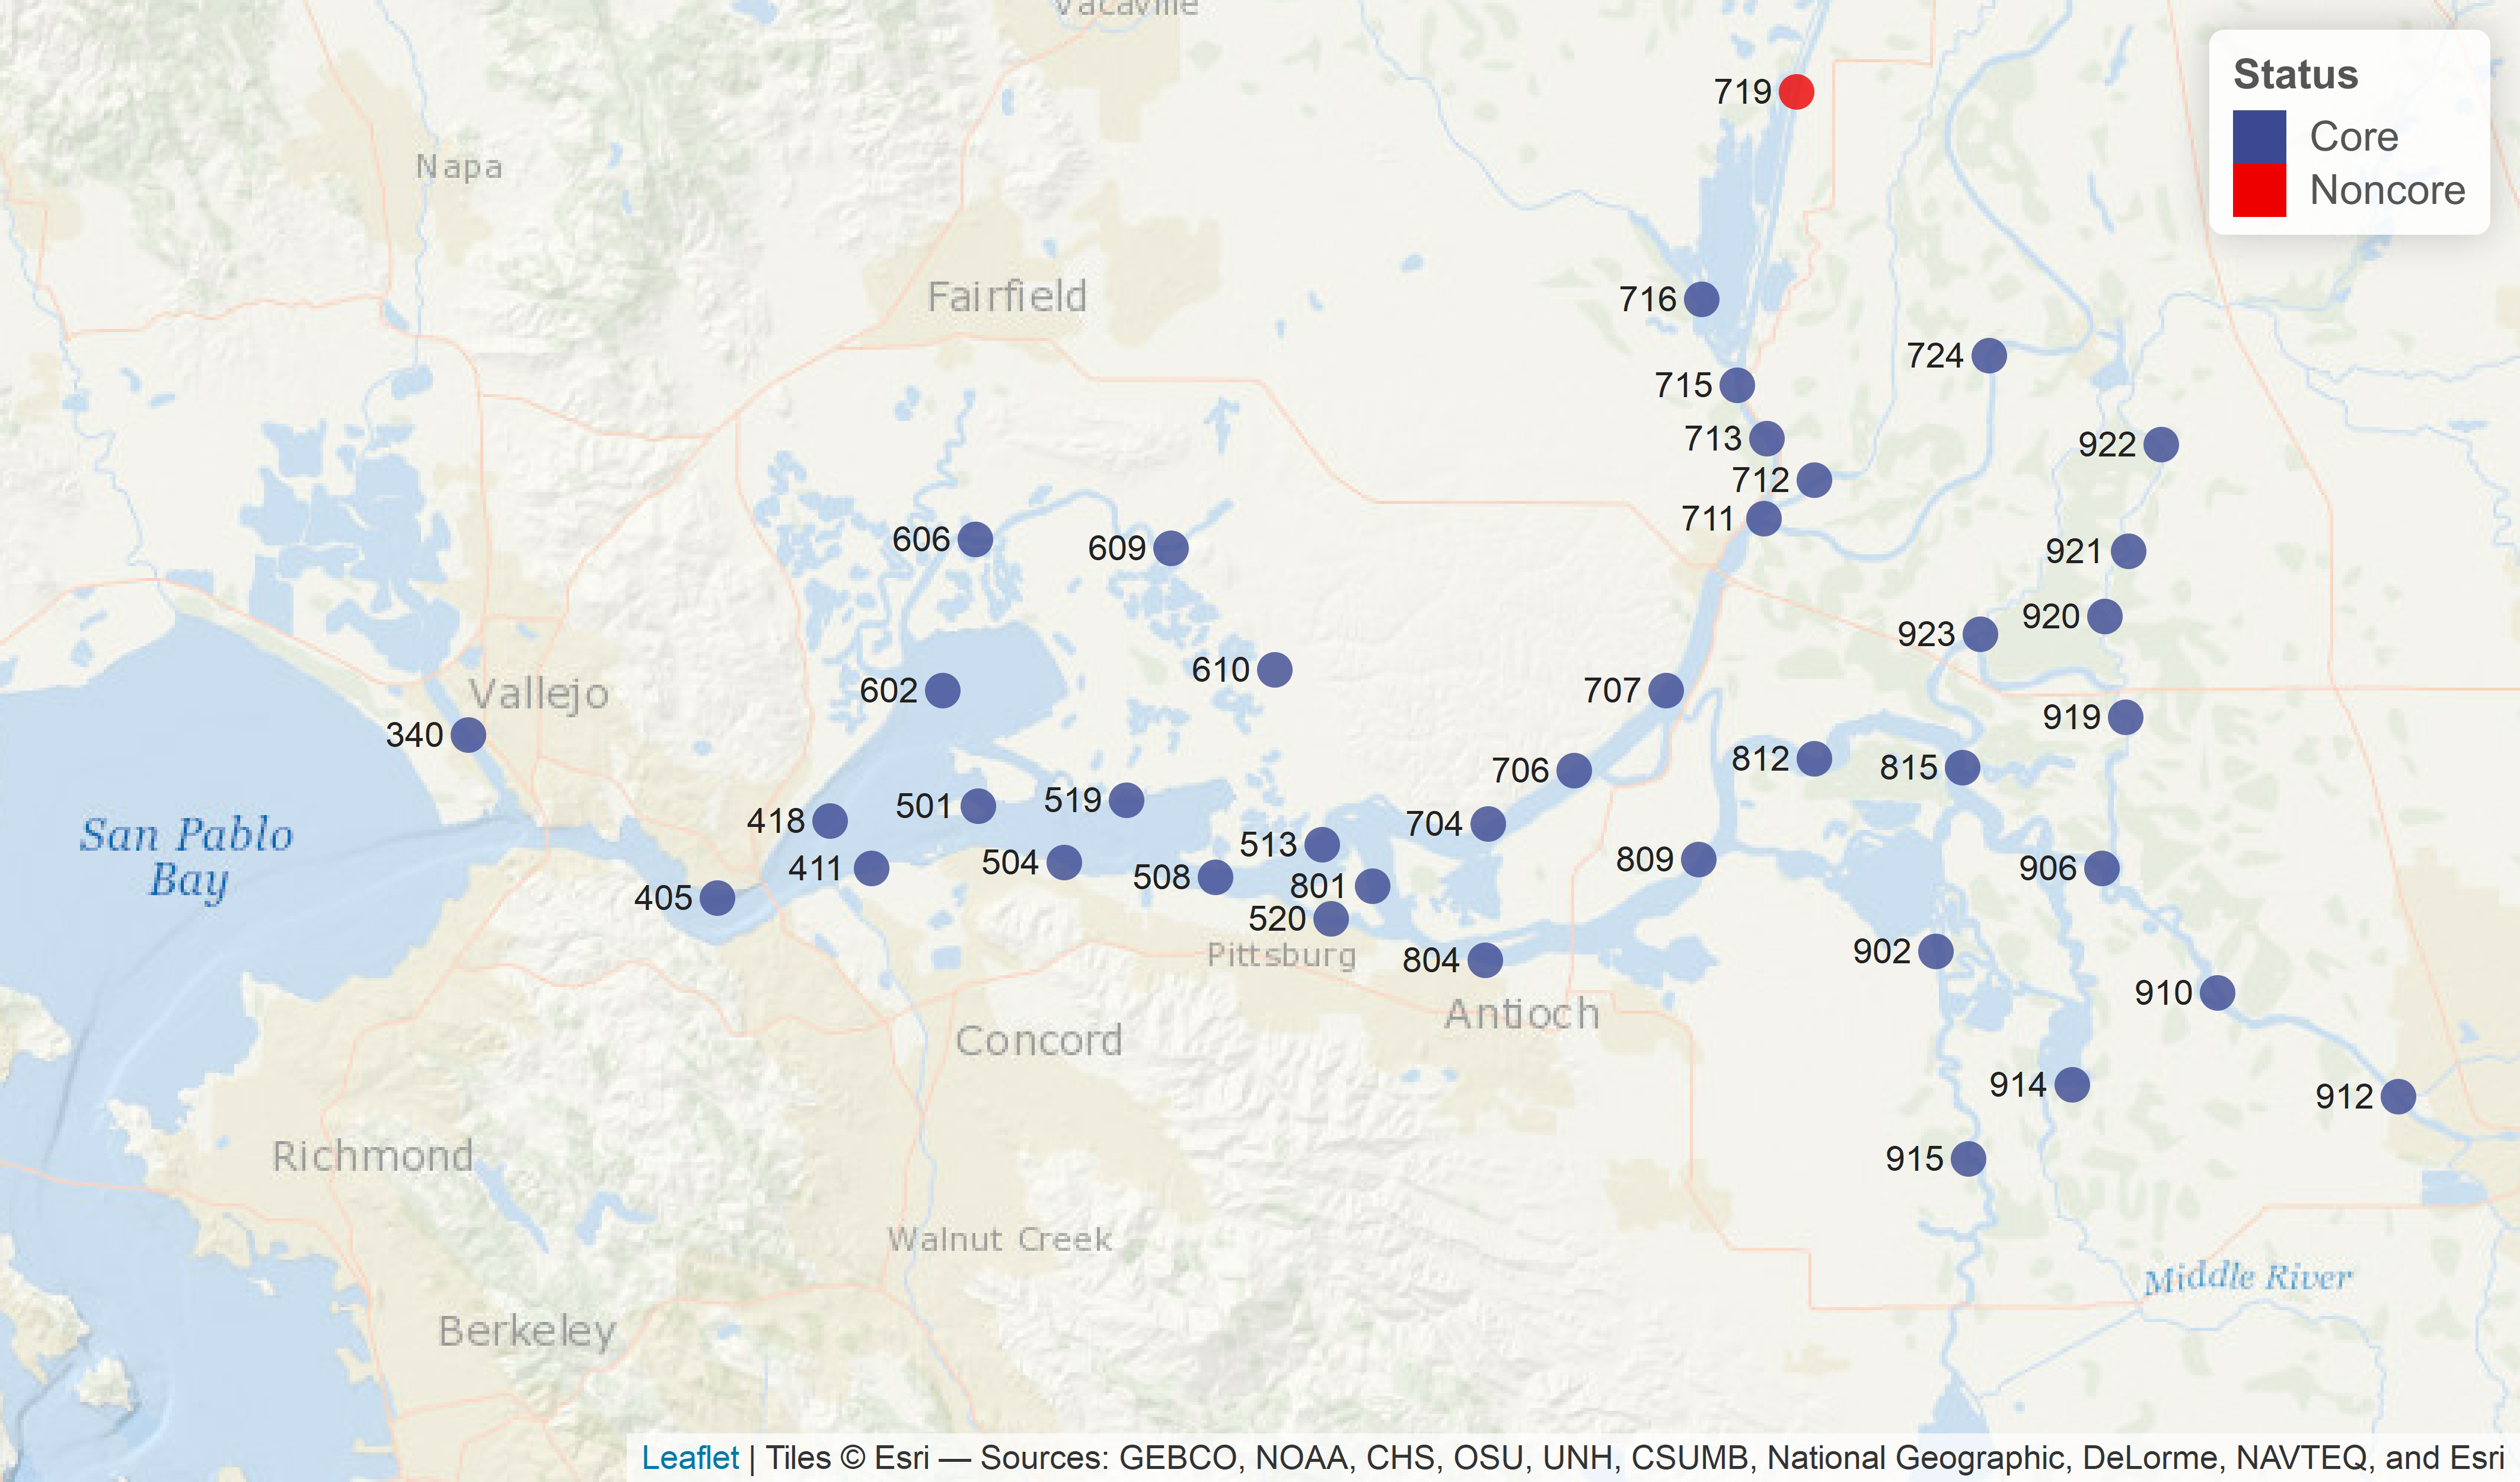 Vacaville
719
Status
Core
Noncore
Napa
Fairfield
716
724
715
713
922
712
711
606
609
921
920
923
610
602
707
Vallejo
340
919
812
815
706
501
519
418
704
San Pablo
Bay
513
504
411
809
906
508
801
405
520
902
Pittsburg
804
910
Antioch
Concord
914
912
Richmond
915
Walnut Creek
Middle River
Berkeley
Leaflet | Tiles © Esri — Sources: GEBCO, NOAA, CHS, OSU, UNH, CSUMB, National Geographic, DeLorme, NAVTEQ, and Esri